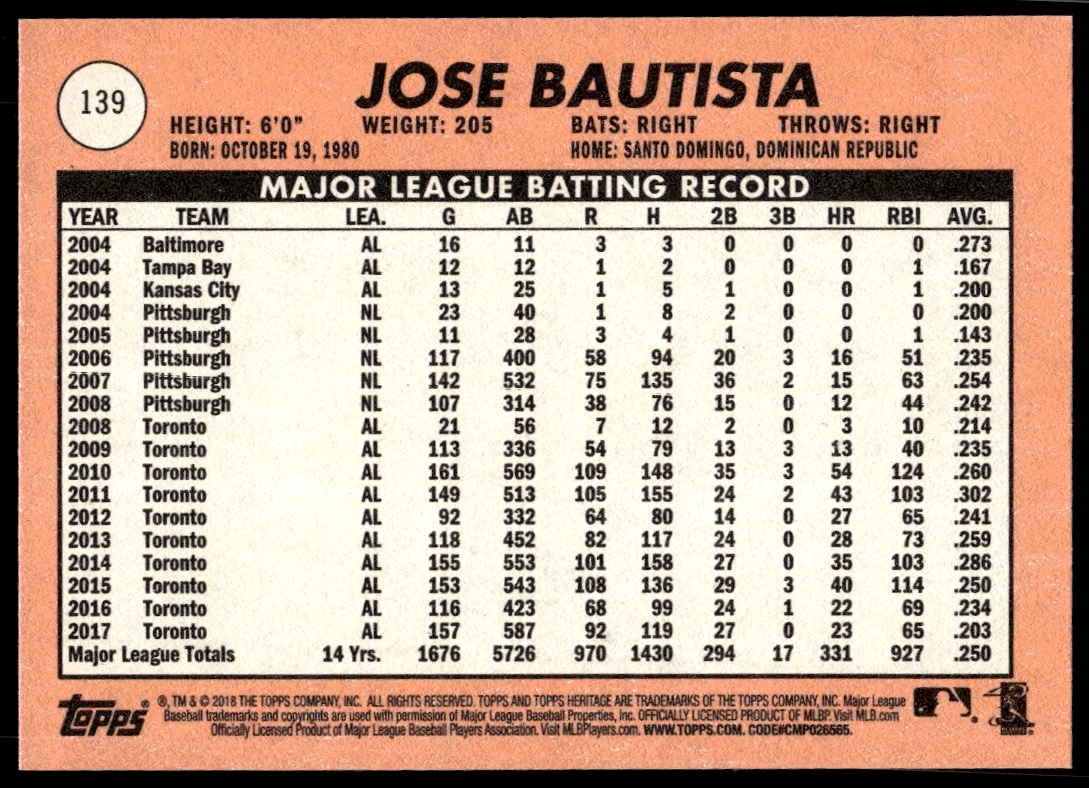 139
JOSE BAUTISTA
HEIGHT: 6'0" WEIGHT: 205 BATS: RIGHT THROWS: RIGHT
BORN: OCTOBER 19, 1980 HOME: SANTO DOMINGO, DOMINICAN REPUBLIC
MAJOR LEAGUE BATTING RECORD
YEAR TEAM LEA. G AB R H 2B 3B HR RBI AVG.
2004 Baltimore AL 16 11 3 3 0 0 0 0 .273
2004 Tampa Bay AL 12 12 1 2 0 0 0 1 .167
2004 Kansas City AL 13 25 1 5 1 0 0 1 .200
2004 Pittsburgh NL 23 40 1 8 2 0 0 0 .200
2005 Pittsburgh NL 11 28 3 4 1 0 0 1 .143
2006 Pittsburgh NL 117 400 58 94 20 3 16 51 .235
2007 Pittsburgh NL 142 532 75 135 36 2 15 63 .254
2008 Pittsburgh NL 107 314 38 76 15 0 12 44 .242
2008 Toronto AL 21 56 7 12 2 0 3 10 .214
2009 Toronto AL 113 336 54 79 13 3 13 40 .235
2010 Toronto AL 161 569 109 148 35 3 54 124 .260
2011 Toronto AL 149 513 105 155 24 2 43 103 .302
2012 Toronto AL 92 332 64 80 14 0 27 65 .241
2013 Toronto AL 118 452 82 117 24 0 28 73 .259
2014 Toronto AL 155 553 101 158 27 0 35 103 .286
2015 Toronto AL 153 543 108 136 29 3 40 114 .250
2016 Toronto AL 116 423 68 99 24 1 22 69 .234
2017 Toronto AL 157 587 92 119 27 0 23 65 .203
Major League Totals 14 Yrs. 1676 5726 970 1430 294 17 331 927 .250
topps ®, TM & © 2018 THE TOPPS COMPANY, INC. ALL RIGHTS RESERVED. TOPPS AND TOPPS HERITAGE ARE TRADEMARKS OF THE TOPPS COMPANY, INC. Major League
Baseball trademarks and copyrights are used with permission of Major League Baseball Properties, Inc. OFFICIALLY LICENSED PRODUCT OF MLBP. Visit MLB.com
Officially Licensed Product of Major League Baseball Players Association. Visit MLBPlayers.com. WWW.TOPPS.COM. CODE#CMP026565.